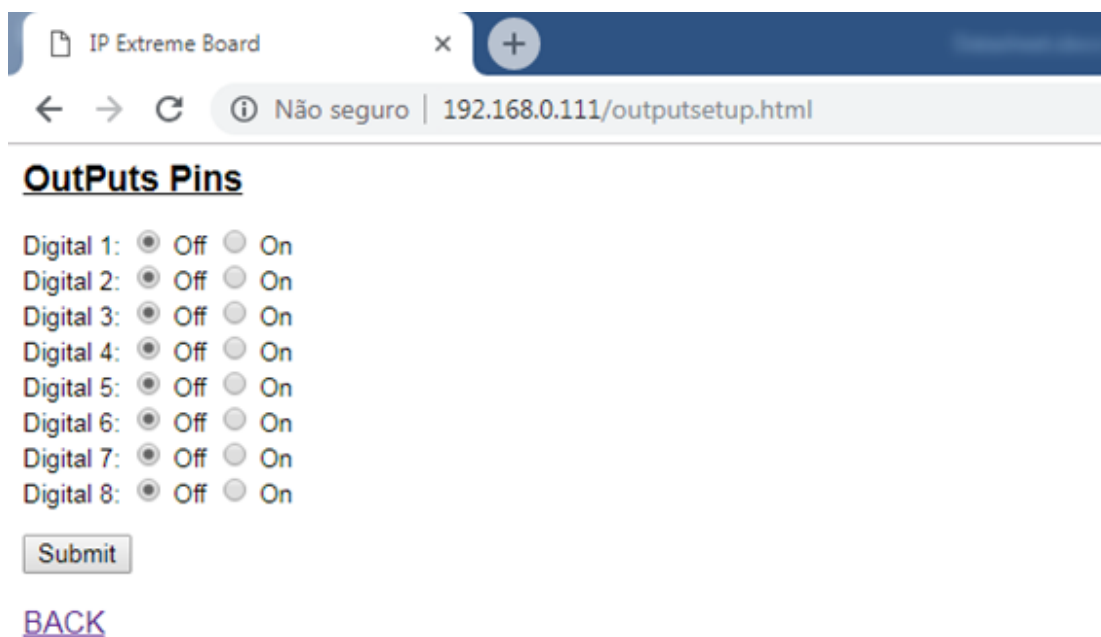 IP Extreme Board
Não seguro | 192.168.0.111/outputsetup.html
OutPuts Pins
Digital 1: Off On
Digital 2: Off On
Digital 3: Off On
Digital 4: Off On
Digital 5: Off On
Digital 6: Off On
Digital 7: Off On
Digital 8: Off On
Submit
BACK